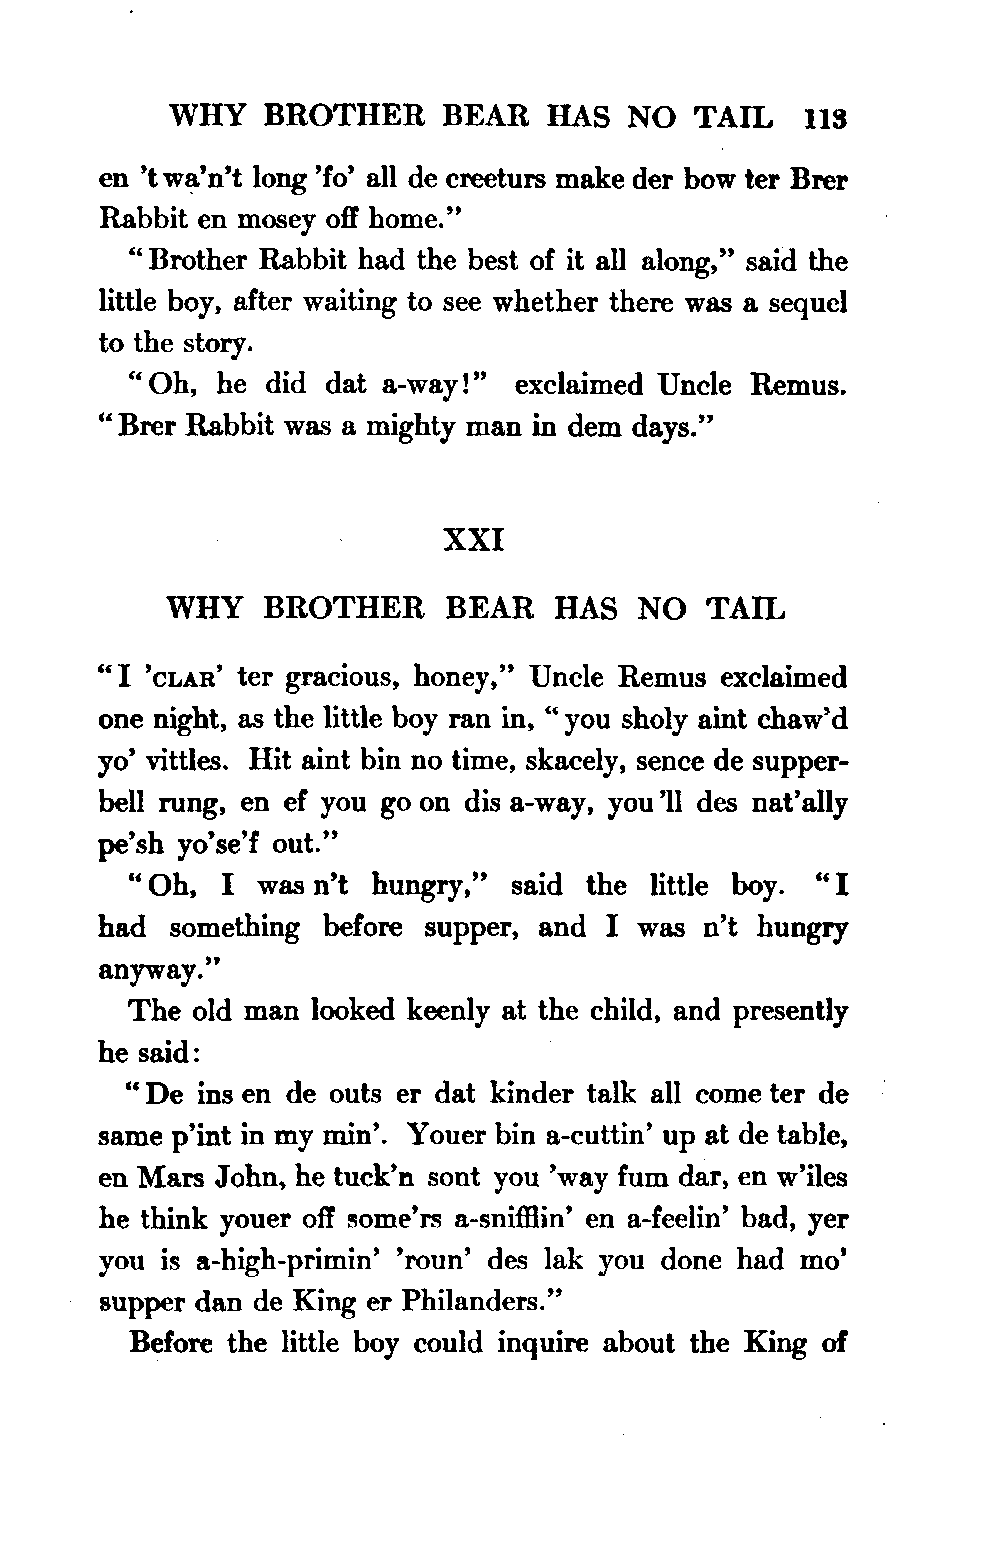 WHY BROTHER BEAR HAS NO TAIL 113
en 't wa'n't long 'fo' all de creeturs make der bow ter Brer
Rabbit en mosey off home."
"Brother Rabbit had the best of it all along," said the
little boy, after waiting to see whether there was a sequel
to the story.
"Oh, he did dat a-way!" exclaimed Uncle Remus.
"Brer Rabbit was a mighty man in dem days."
XXI
WHY BROTHER BEAR HAS NO TAIL
"I 'CLAR' ter gracious, honey," Uncle Remus exclaimed
one night, as the little boy ran in, "you sholy aint chaw'd
yo' vittles. Hit aint bin no time, skacely, sence de supper-
bell rung, en ef you go on dis a-way, you 'll des nat'ally
pe'sh yo'se'f out."
"Oh, I was n't hungry," said the little boy. "I
had something before supper, and I was n't hungry
anyway."
The old man looked keenly at the child, and presently
he said:
"De ins en de outs er dat kinder talk all come ter de
same p'int in my min'. Youer bin a-cuttin' up at de table,
en Mars John, he tuck'n sont you 'way fum dar, en w'iles
he think youer off some'rs a-snifflin' en a-feelin' bad, yer
you is a-high-primin' 'roun' des lak you done had mo'
supper dan de King er Philanders."
Before the little boy could inquire about the King of